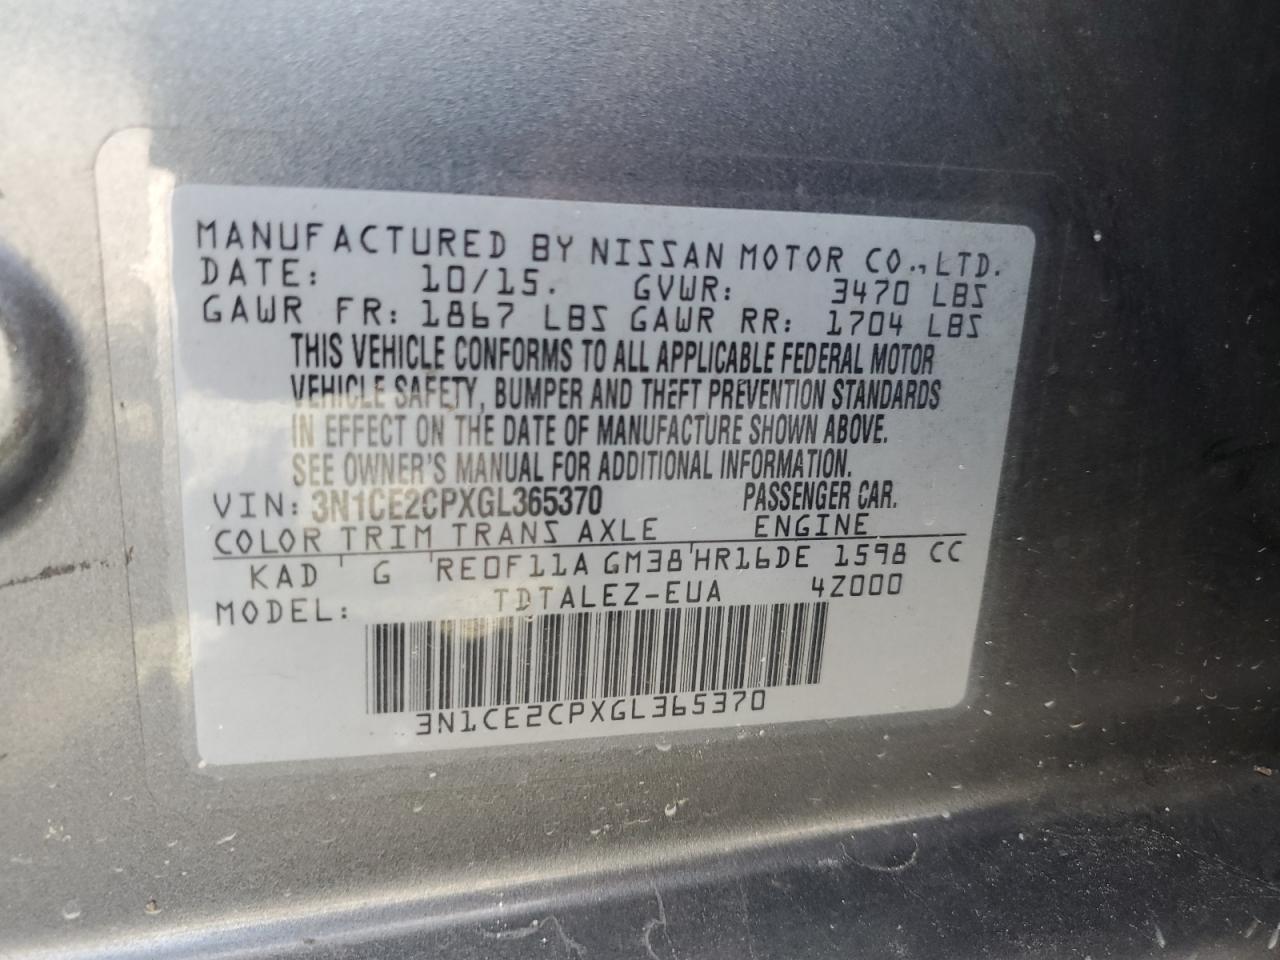 MANUFACTURED BY NISSAN MOTOR CO.,LTD.
DATE: 10/15. GVWR: 3470 LBS
GAWR FR: 1867 LBS GAWR RR: 1704 LBS
THIS VEHICLE CONFORMS TO ALL APPLICABLE FEDERAL MOTOR
VEHICLE SAFETY, BUMPER AND THEFT PREVENTION STANDARDS
IN EFFECT ON THE DATE OF MANUFACTURE SHOWN ABOVE.
SEE OWNER'S MANUAL FOR ADDITIONAL INFORMATION.
VIN: 3N1CE2CPXGL365370 PASSENGER CAR.
COLOR TRIM TRANS AXLE ENGINE
KAD G RE0F11A GM38 HR16DE 1598 CC
MODEL: TDTALEZ-EUA 4Z000
3N1CE2CPXGL365370